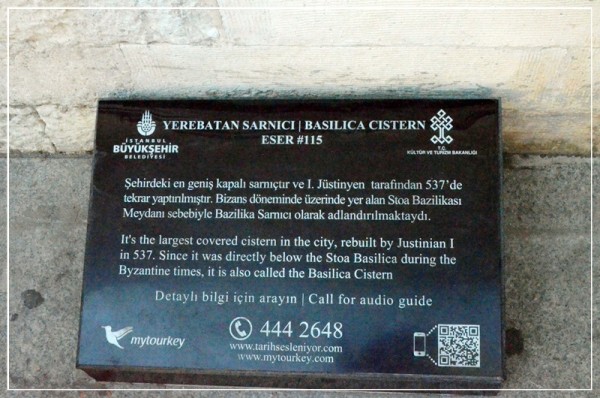 YEREBATAN SARNICI | BASILICA CISTERN
ESER #115
İSTANBUL
BÜYÜKŞEHİR
BELEDİYESİ
T.C.
KÜLTÜR VE TURİZM BAKANLIĞI
Şehirdeki en geniş kapalı sarnıçtır ve I. Jüstinyen tarafından 537'de
tekrar yaptırılmıştır. Bizans döneminde üzerinde yer alan Stoa Bazilikası
Meydanı sebebiyle Bazilika Sarnıcı olarak adlandırılmaktaydı.
It's the largest covered cistern in the city, rebuilt by Justinian I
in 537. Since it was directly below the Stoa Basilica during the
Byzantine times, it is also called the Basilica Cistern
Detaylı bilgi için arayın | Call for audio guide
mytourkey
444 2648
www.tarihsesleniyor.com
www.mytourkey.com